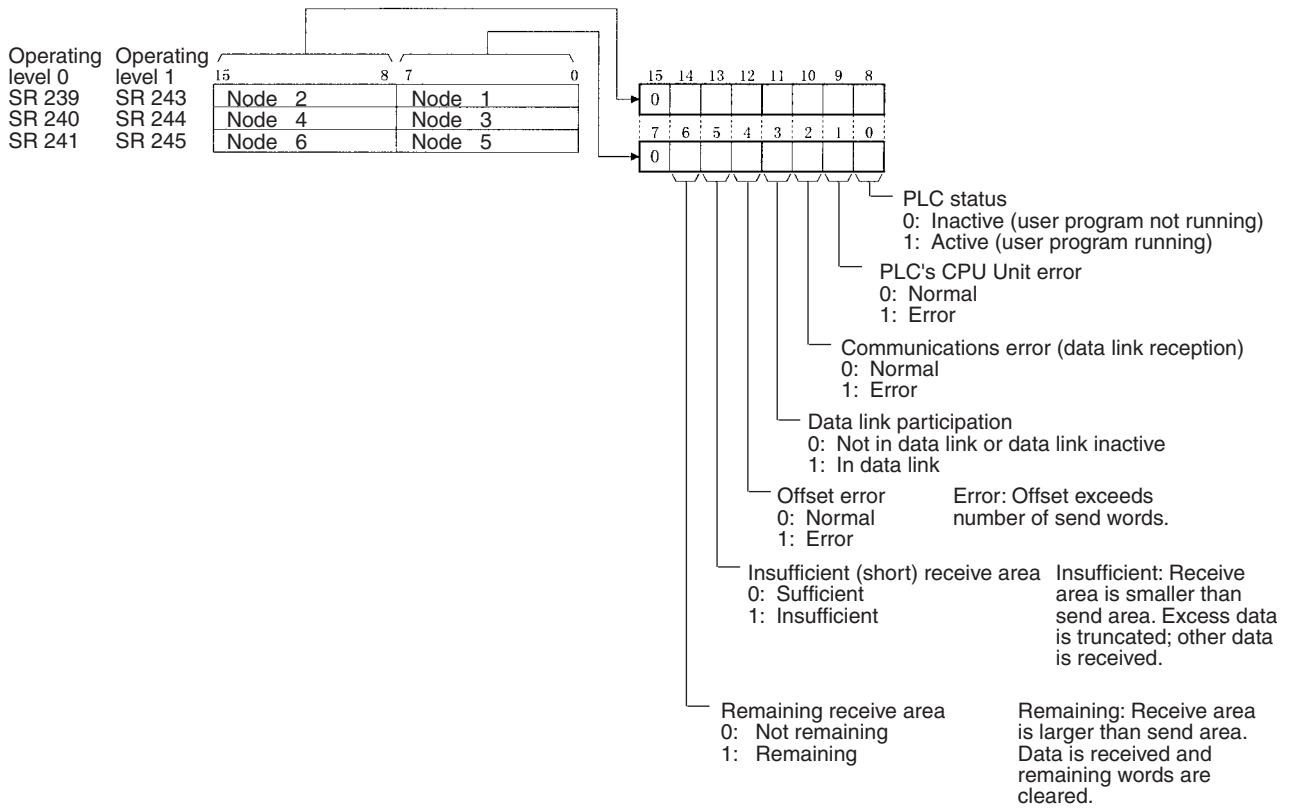 Operating Operating
level 0 level 1
15 8 7 0
SR 239 SR 243 Node 2 Node 1
SR 240 SR 244 Node 4 Node 3
SR 241 SR 245 Node 6 Node 5
15 14 13 12 11 10 9 8
0
7 6 5 4 3 2 1 0
0
PLC status
0: Inactive (user program not running)
1: Active (user program running)
PLC's CPU Unit error
0: Normal
1: Error
Communications error (data link reception)
0: Normal
1: Error
Data link participation
0: Not in data link or data link inactive
1: In data link
Offset error
0: Normal
1: Error
Error: Offset exceeds
number of send words.
Insufficient (short) receive area
0: Sufficient
1: Insufficient
Insufficient: Receive
area is smaller than
send area. Excess data
is truncated; other data
is received.
Remaining receive area
0: Not remaining
1: Remaining
Remaining: Receive area
is larger than send area.
Data is received and
remaining words are
cleared.